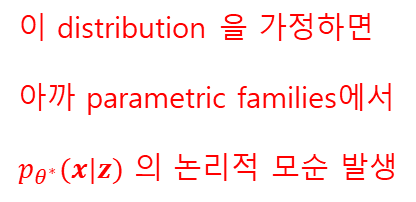 이 distribution 을 가정하면
아까 parametric families에서
p_{θ*}(x|z) 의 논리적 모순 발생